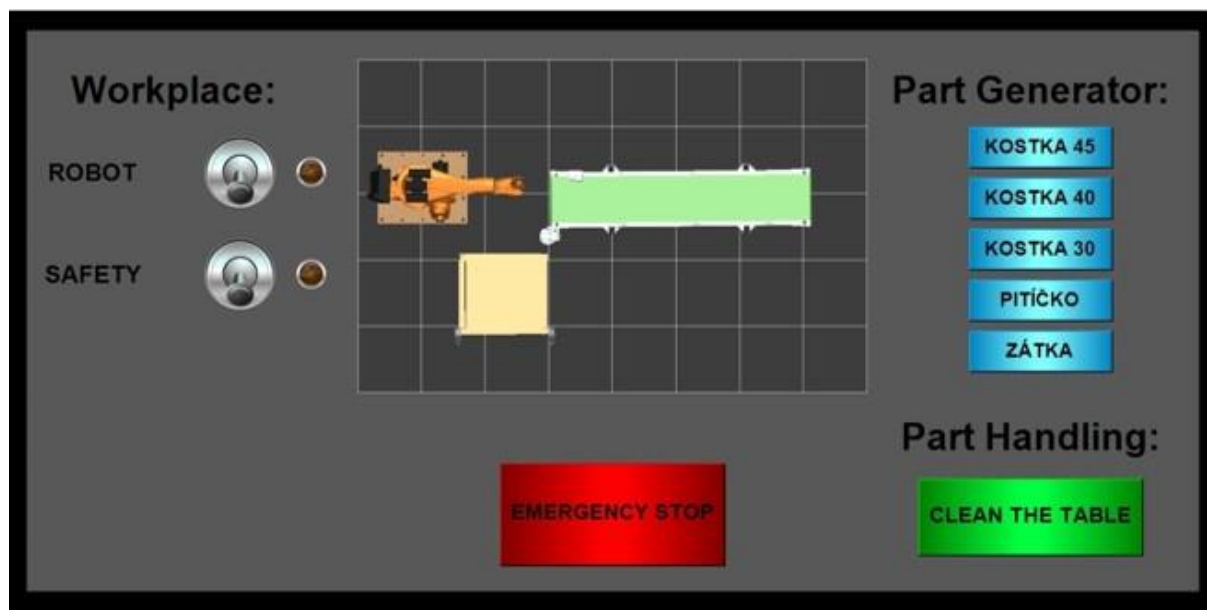 Workplace:
ROBOT
SAFETY
Part Generator:
KOSTKA 45
KOSTKA 40
KOSTKA 30
PITÍČKO
ZÁTKA
Part Handling:
EMERGENCY STOP
CLEAN THE TABLE